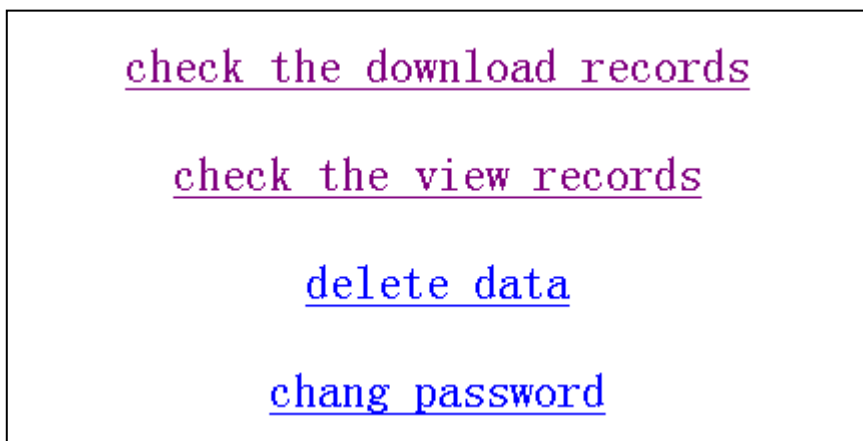 check the download records
check the view records
delete data
chang password